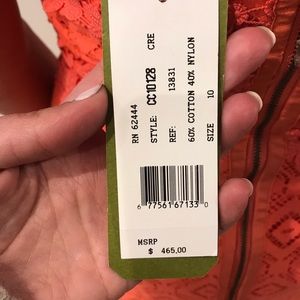 RN 62444
STYLE: CC10128 CRE
REF: 13831
60% COTTON 40% NYLON
SIZE 10
6 77561 67133 0
MSRP
$ 465.00